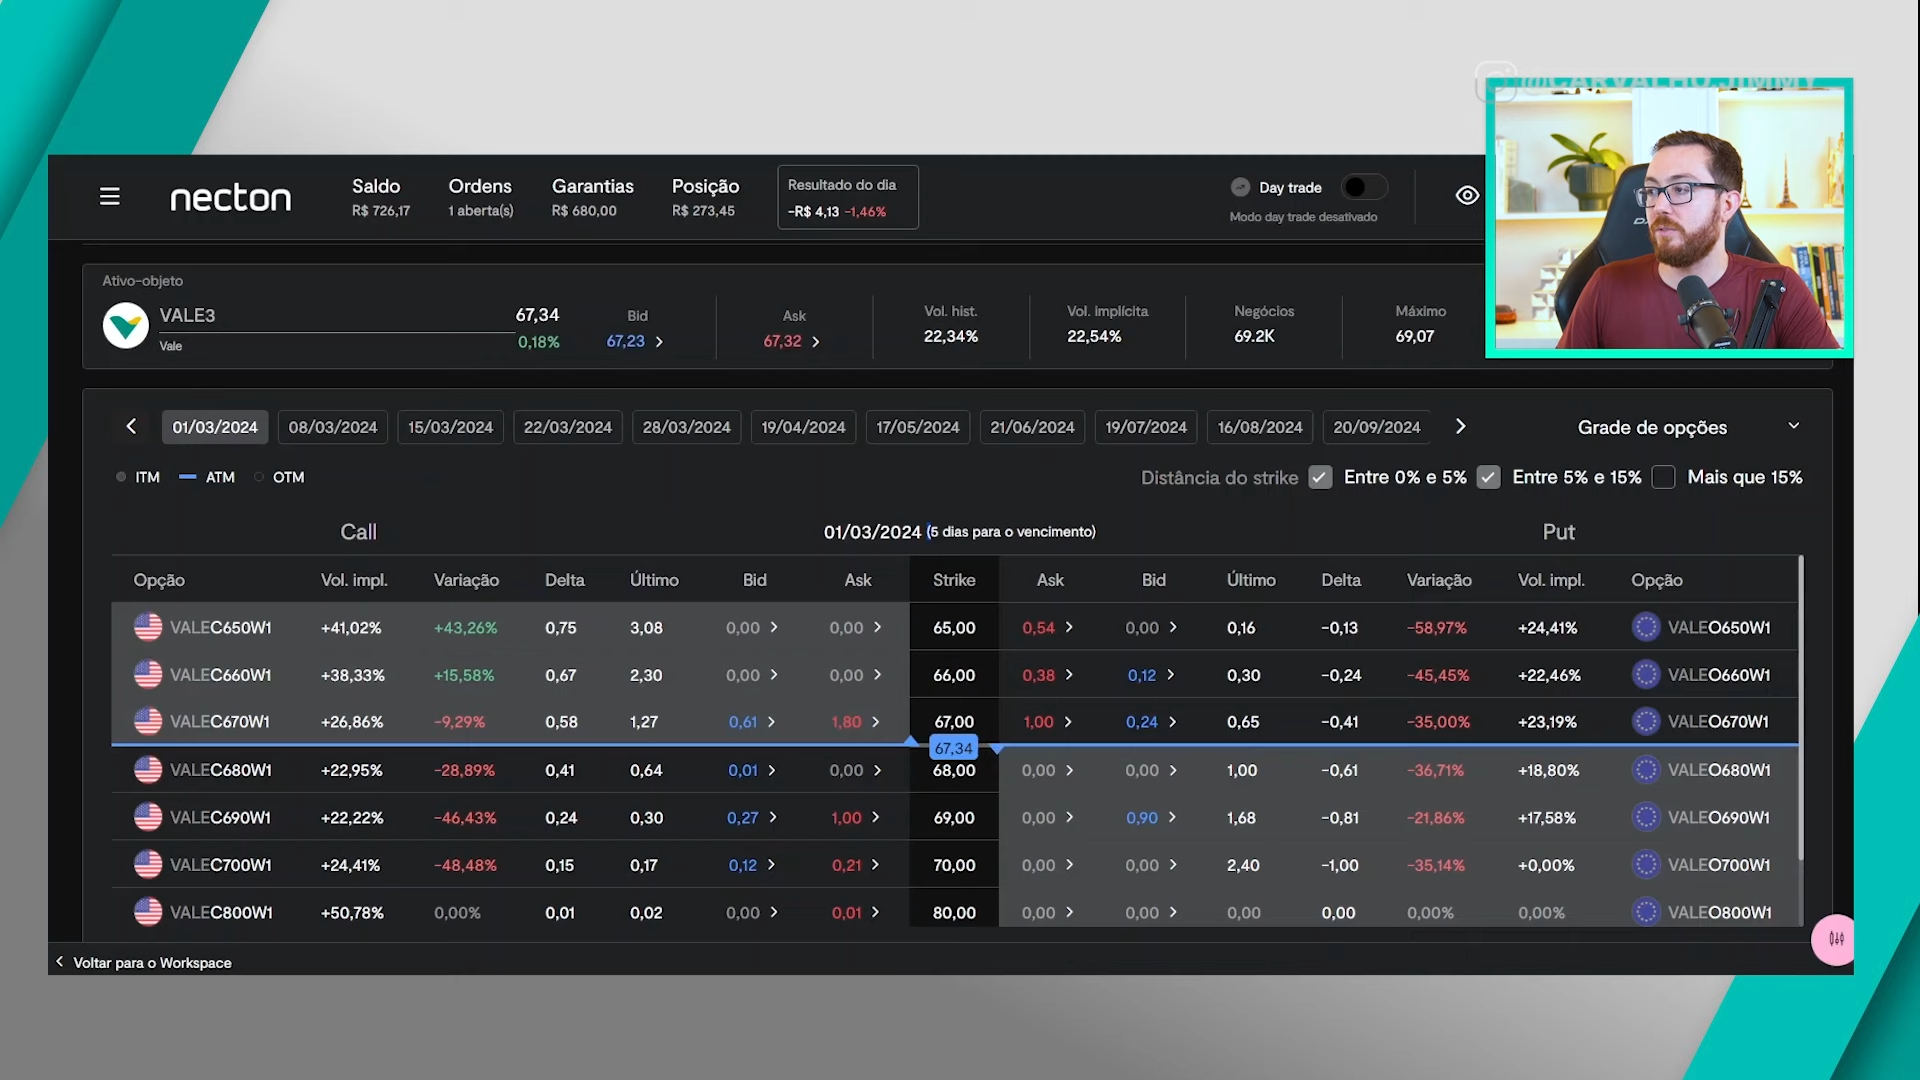 @CARVALHOJIMMY
necton
Saldo
R$ 726,17
Ordens
1 aberta(s)
Garantias
R$ 680,00
Posição
R$ 273,45
Resultado do dia
-R$ 4,13 -1,46%
Day trade
Modo day trade desativado
Ativo-objeto
VALE3
Vale
67,34
0,18%
Bid
67,23
Ask
67,32
Vol. hist.
22,34%
Vol. implícita
22,54%
Negócios
69.2K
Máximo
69,07
01/03/2024 08/03/2024 15/03/2024 22/03/2024 28/03/2024 19/04/2024 17/05/2024 21/06/2024 19/07/2024 16/08/2024 20/09/2024
Grade de opções
ITM ATM OTM
Distância do strike Entre 0% e 5% Entre 5% e 15% Mais que 15%
Call 01/03/2024 (5 dias para o vencimento) Put
Opção Vol. impl. Variação Delta Último Bid Ask Strike Ask Bid Último Delta Variação Vol. impl. Opção
VALEC650W1 +41,02% +43,26% 0,75 3,08 0,00 0,00 65,00 0,54 0,00 0,16 -0,13 -58,97% +24,41% VALEO650W1
VALEC660W1 +38,33% +15,58% 0,67 2,30 0,00 0,00 66,00 0,38 0,12 0,30 -0,24 -45,45% +22,46% VALEO660W1
VALEC670W1 +26,86% -9,29% 0,58 1,27 0,61 1,80 67,00 1,00 0,24 0,65 -0,41 -35,00% +23,19% VALEO670W1
67,34
VALEC680W1 +22,95% -28,89% 0,41 0,64 0,01 0,00 68,00 0,00 0,00 1,00 -0,61 -36,71% +18,80% VALEO680W1
VALEC690W1 +22,22% -46,43% 0,24 0,30 0,27 1,00 69,00 0,00 0,90 1,68 -0,81 -21,86% +17,58% VALEO690W1
VALEC700W1 +24,41% -48,48% 0,15 0,17 0,12 0,21 70,00 0,00 0,00 2,40 -1,00 -35,14% +0,00% VALEO700W1
VALEC800W1 +50,78% 0,00% 0,01 0,02 0,00 0,01 80,00 0,00 0,00 0,00 0,00 0,00% 0,00% VALEO800W1
Voltar para o Workspace